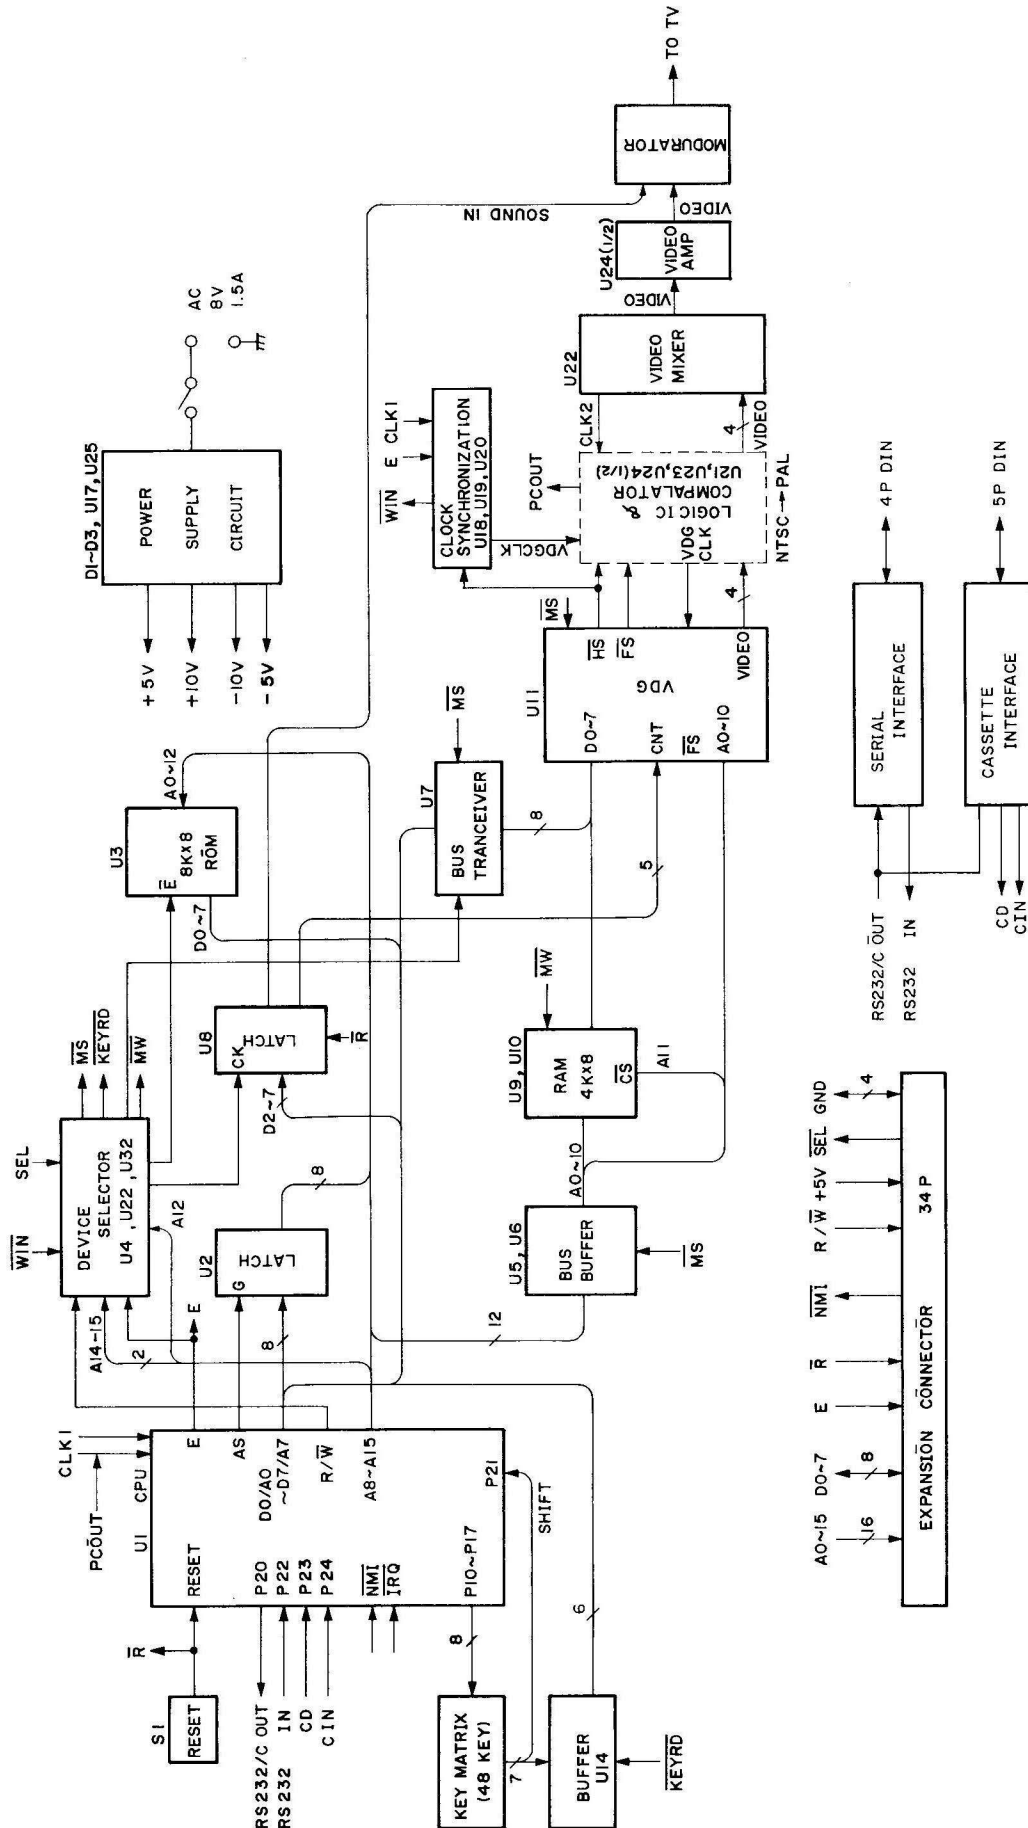 S1
RESET
R
RS232/C OUT
RS232 IN
CD
CIN
PCOUT
CLK1
U1
CPU
RESET
P20
P22
P23
P24
NMI
IRQ
P10~P17
E
AS
D0/A0
~D7/A7
R/W
A8~A15
P21
SHIFT
8
KEY MATRIX
(48 KEY)
7
BUFFER
U14
KEYRD
6
E
A14-15
2
A12
WIN
SEL
DEVICE
SELECTOR
U4, U22, U32
MS
KEYRD
MW
U2
G
LATCH
8
8
U8
CK
LATCH
D2~7
R
U3
E
8K×8
ROM
D0~7
A0~12
12
U5, U6
BUS
BUFFER
MS
A0~10
U9, U10
RAM
4K×8
CS
MW
A11
U7
BUS
TRANCEIVER
MS
8
5
U11
VDG
D0~7
CNT
FS
A0~10
MS
HS
FS
VIDEO
4
D1~D3, U17, U25
POWER
SUPPLY
CIRCUIT
+5V
+10V
-10V
-5V
AC
8V
1.5A
WIN
E
CLK1
CLOCK
SYNCHRONIZATION
U18, U19, U20
VDGCLK
PCOUT
LOGIC IC
&
COMPALATOR
U21, U23, U24(1/2)
VDG
CLK
NTSC→PAL
CLK2
4
VIDEO
U22
VIDEO
MIXER
VIDEO
U24(1/2)
VIDEO
AMP
VIDEO
SOUND IN
MODURATOR
TO TV
A0~15
16
D0~7
8
E
R
NMI
R/W
+5V
SEL
GND
4
EXPANSION CONNECTOR 34P
RS232/C OUT
RS232 IN
SERIAL
INTERFACE
4P DIN
CD
CIN
CASSETTE
INTERFACE
5P DIN